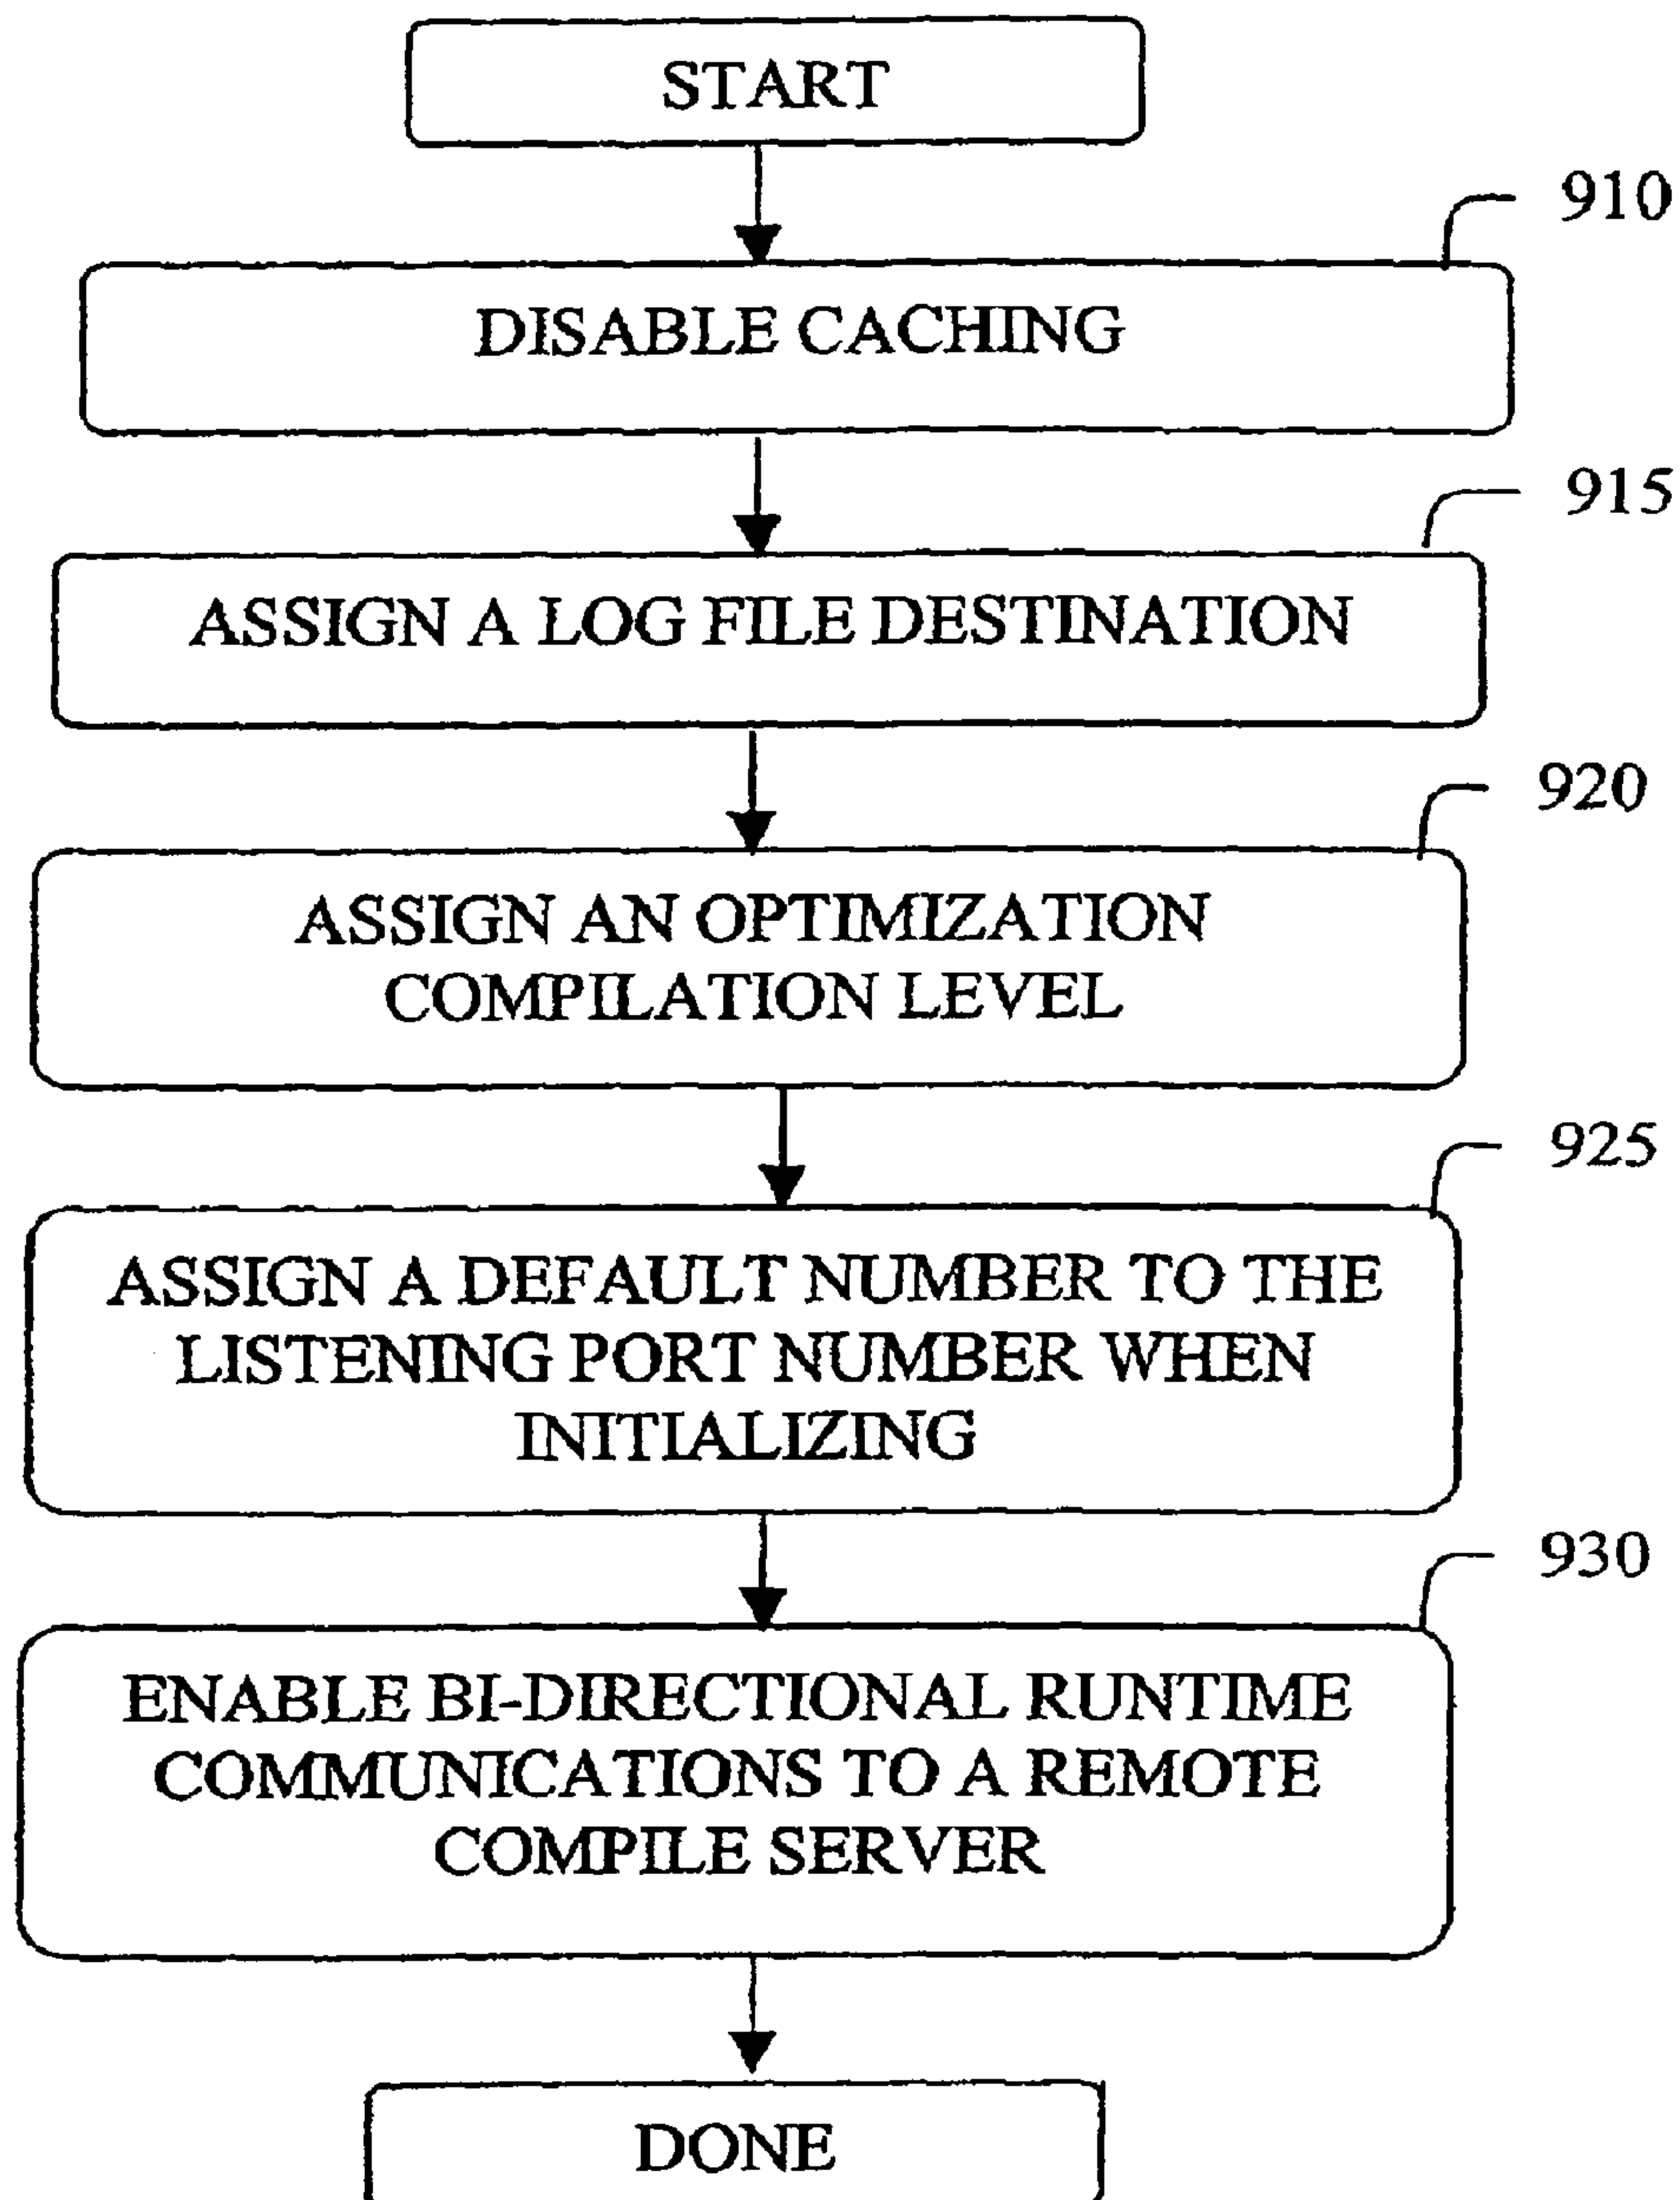 START
910
DISABLE CACHING
915
ASSIGN A LOG FILE DESTINATION
920
ASSIGN AN OPTIMIZATION
COMPILATION LEVEL
925
ASSIGN A DEFAULT NUMBER TO THE
LISTENING PORT NUMBER WHEN
INITIALIZING
930
ENABLE BI-DIRECTIONAL RUNTIME
COMMUNICATIONS TO A REMOTE
COMPILE SERVER
DONE